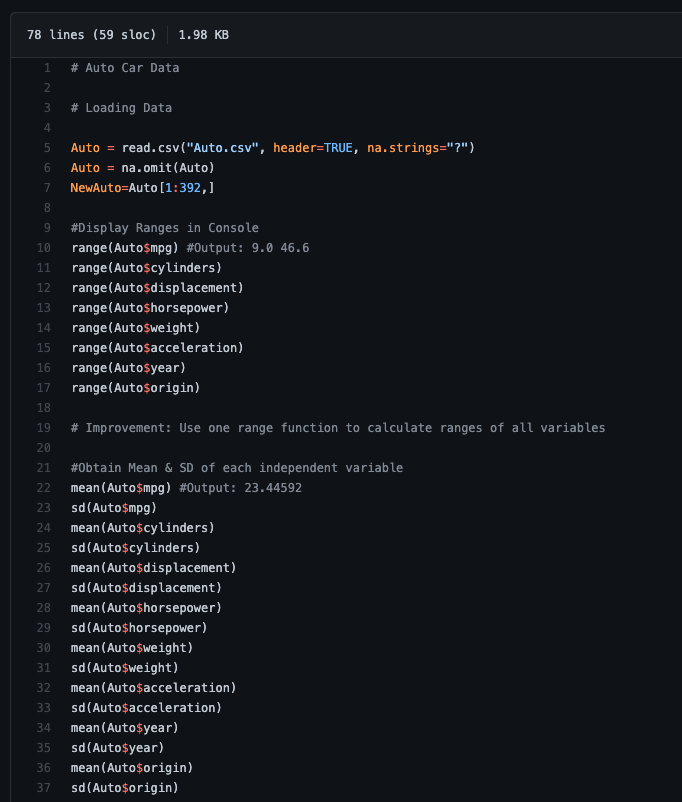 78 lines (59 sloc) 1.98 KB
1 # Auto Car Data
2
3 # Loading Data
4
5 Auto = read.csv("Auto.csv", header=TRUE, na.strings="?")
6 Auto = na.omit(Auto)
7 NewAuto=Auto[1:392,]
8
9 #Display Ranges in Console
10 range(Auto$mpg) #Output: 9.0 46.6
11 range(Auto$cylinders)
12 range(Auto$displacement)
13 range(Auto$horsepower)
14 range(Auto$weight)
15 range(Auto$acceleration)
16 range(Auto$year)
17 range(Auto$origin)
18
19 # Improvement: Use one range function to calculate ranges of all variables
20
21 #Obtain Mean & SD of each independent variable
22 mean(Auto$mpg) #Output: 23.44592
23 sd(Auto$mpg)
24 mean(Auto$cylinders)
25 sd(Auto$cylinders)
26 mean(Auto$displacement)
27 sd(Auto$displacement)
28 mean(Auto$horsepower)
29 sd(Auto$horsepower)
30 mean(Auto$weight)
31 sd(Auto$weight)
32 mean(Auto$acceleration)
33 sd(Auto$acceleration)
34 mean(Auto$year)
35 sd(Auto$year)
36 mean(Auto$origin)
37 sd(Auto$origin)